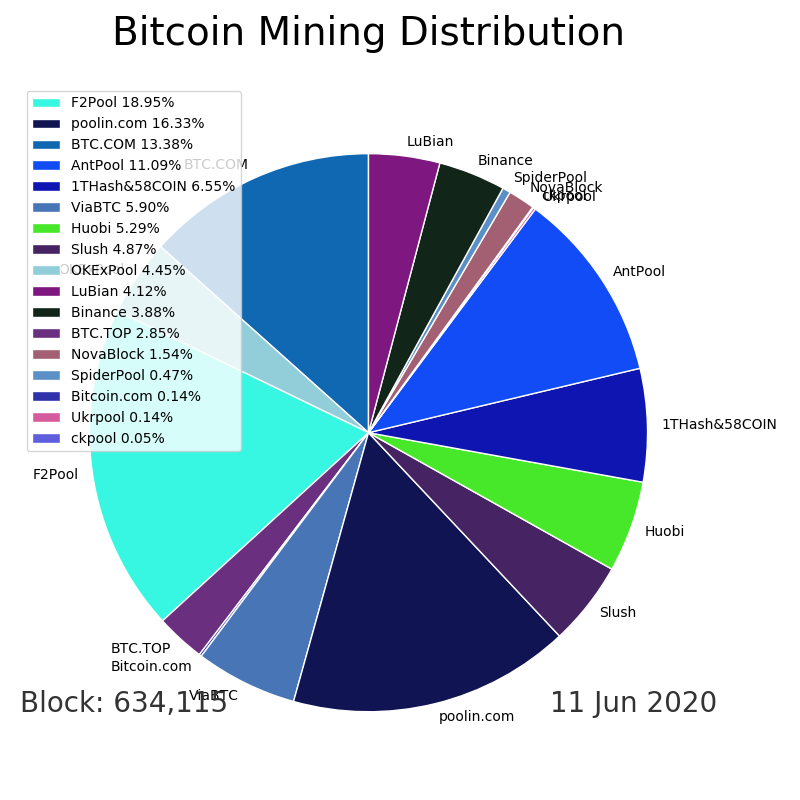 Bitcoin Mining Distribution
F2Pool 18.95%
poolin.com 16.33%
BTC.COM 13.38%
AntPool 11.09%
1THash&58COIN 6.55%
ViaBTC 5.90%
Huobi 5.29%
Slush 4.87%
OKExPool 4.45%
LuBian 4.12%
Binance 3.88%
BTC.TOP 2.85%
NovaBlock 1.54%
SpiderPool 0.47%
Bitcoin.com 0.14%
Ukrpool 0.14%
ckpool 0.05%
BTC.COM
LuBian
Binance
SpiderPool
NovaBlock
ckpool
Ukrpool
AntPool
1THash&58COIN
Huobi
Slush
poolin.com
ViaBTC
Bitcoin.com
BTC.TOP
F2Pool
Block: 634,115
11 Jun 2020